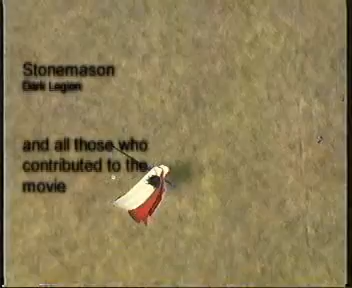 Stonemason
Dark Legion
and all those who
contributed to the
movie